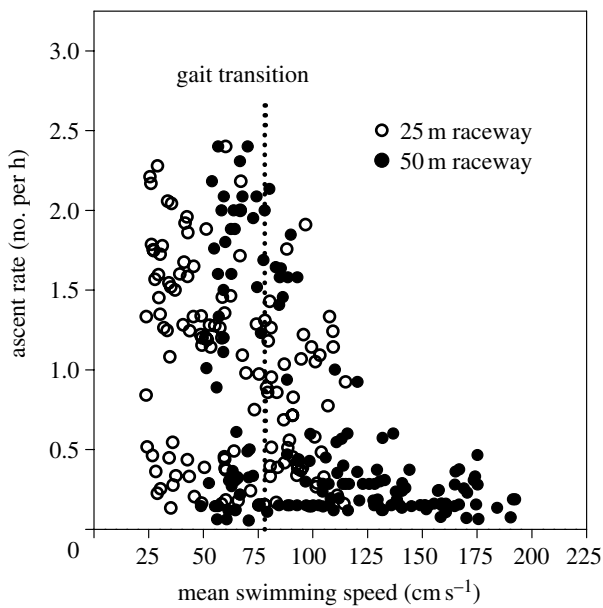 3.0
gait transition
2.5
25 m raceway
50 m raceway
2.0
1.5
1.0
0.5
0
25 50 75 100 125 150 175 200 225
ascent rate (no. per h)
mean swimming speed (cm s⁻¹)